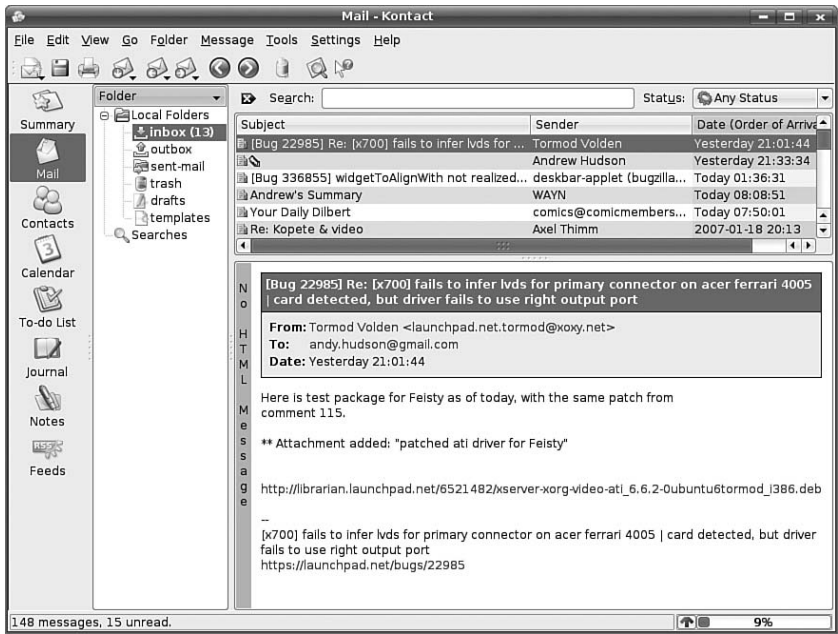 Mail - Kontact
File Edit View Go Folder Message Tools Settings Help
Summary
Mail
Contacts
Calendar
To-do List
Journal
Notes
Feeds
Folder
Local Folders
inbox (13)
outbox
sent-mail
trash
drafts
templates
Searches
Search: Status: Any Status
Subject Sender Date (Order of Arriva
[Bug 22985] Re: [x700] fails to infer lvds for ... Tormod Volden Yesterday 21:01:44
Andrew Hudson Yesterday 21:33:34
[Bug 336855] widgetToAlignWith not realized... deskbar-applet (bugzilla... Today 01:36:31
Andrew's Summary WAYN Today 08:08:51
Your Daily Dilbert comics@comicmembers... Today 07:50:01
Re: Kopete & video Axel Thimm 2007-01-18 20:13
No HTML Message
[Bug 22985] Re: [x700] fails to infer lvds for primary connector on acer ferrari 4005
| card detected, but driver fails to use right output port
From: Tormod Volden <launchpad.net.tormod@xoxy.net>
To: andy.hudson@gmail.com
Date: Yesterday 21:01:44
Here is test package for Feisty as of today, with the same patch from
comment 115.
** Attachment added: "patched ati driver for Feisty"
http://librarian.launchpad.net/6521482/xserver-xorg-video-ati_6.6.2-0ubuntu6tormod_i386.deb
--
[x700] fails to infer lvds for primary connector on acer ferrari 4005 | card detected, but driver
fails to use right output port
https://launchpad.net/bugs/22985
148 messages, 15 unread.
9%